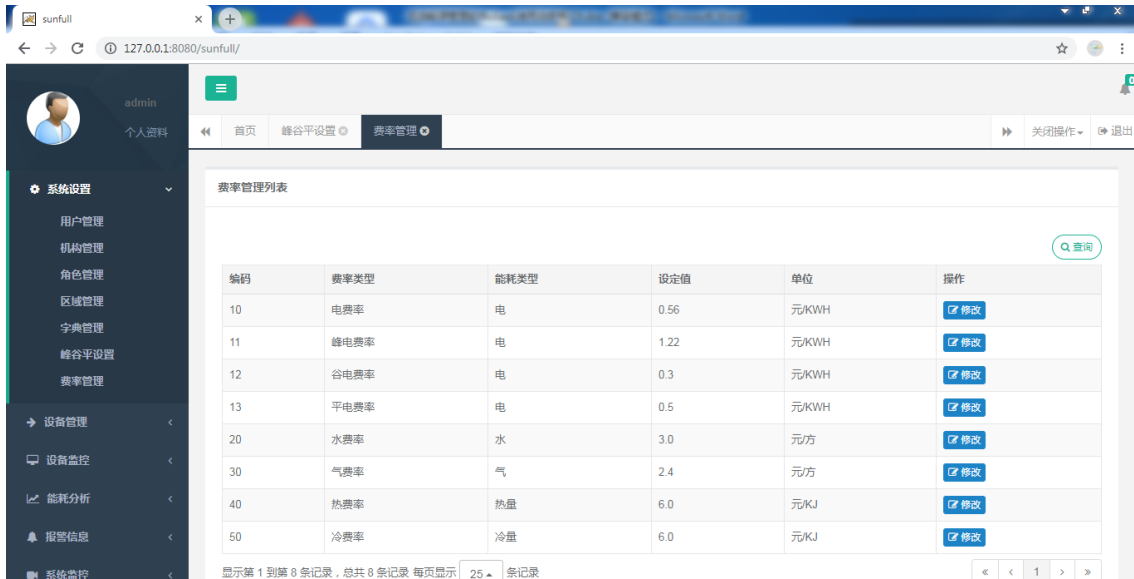 sunfull
127.0.0.1:8080/sunfull/
admin
个人资料
首页 峰谷平设置 费率管理 关闭操作 退出
系统设置
用户管理
机构管理
角色管理
区域管理
字典管理
峰谷平设置
费率管理
设备管理
设备监控
能耗分析
报警信息
系统监控
费率管理列表
查询
编码 费率类型 能耗类型 设定值 单位 操作
10 电费率 电 0.56 元/KWH 修改
11 峰电费率 电 1.22 元/KWH 修改
12 谷电费率 电 0.3 元/KWH 修改
13 平电费率 电 0.5 元/KWH 修改
20 水费率 水 3.0 元/方 修改
30 气费率 气 2.4 元/方 修改
40 热费率 热量 6.0 元/KJ 修改
50 冷费率 冷量 6.0 元/KJ 修改
显示第 1 到第 8 条记录，总共 8 条记录 每页显示 25 条记录
« ‹ 1 › »